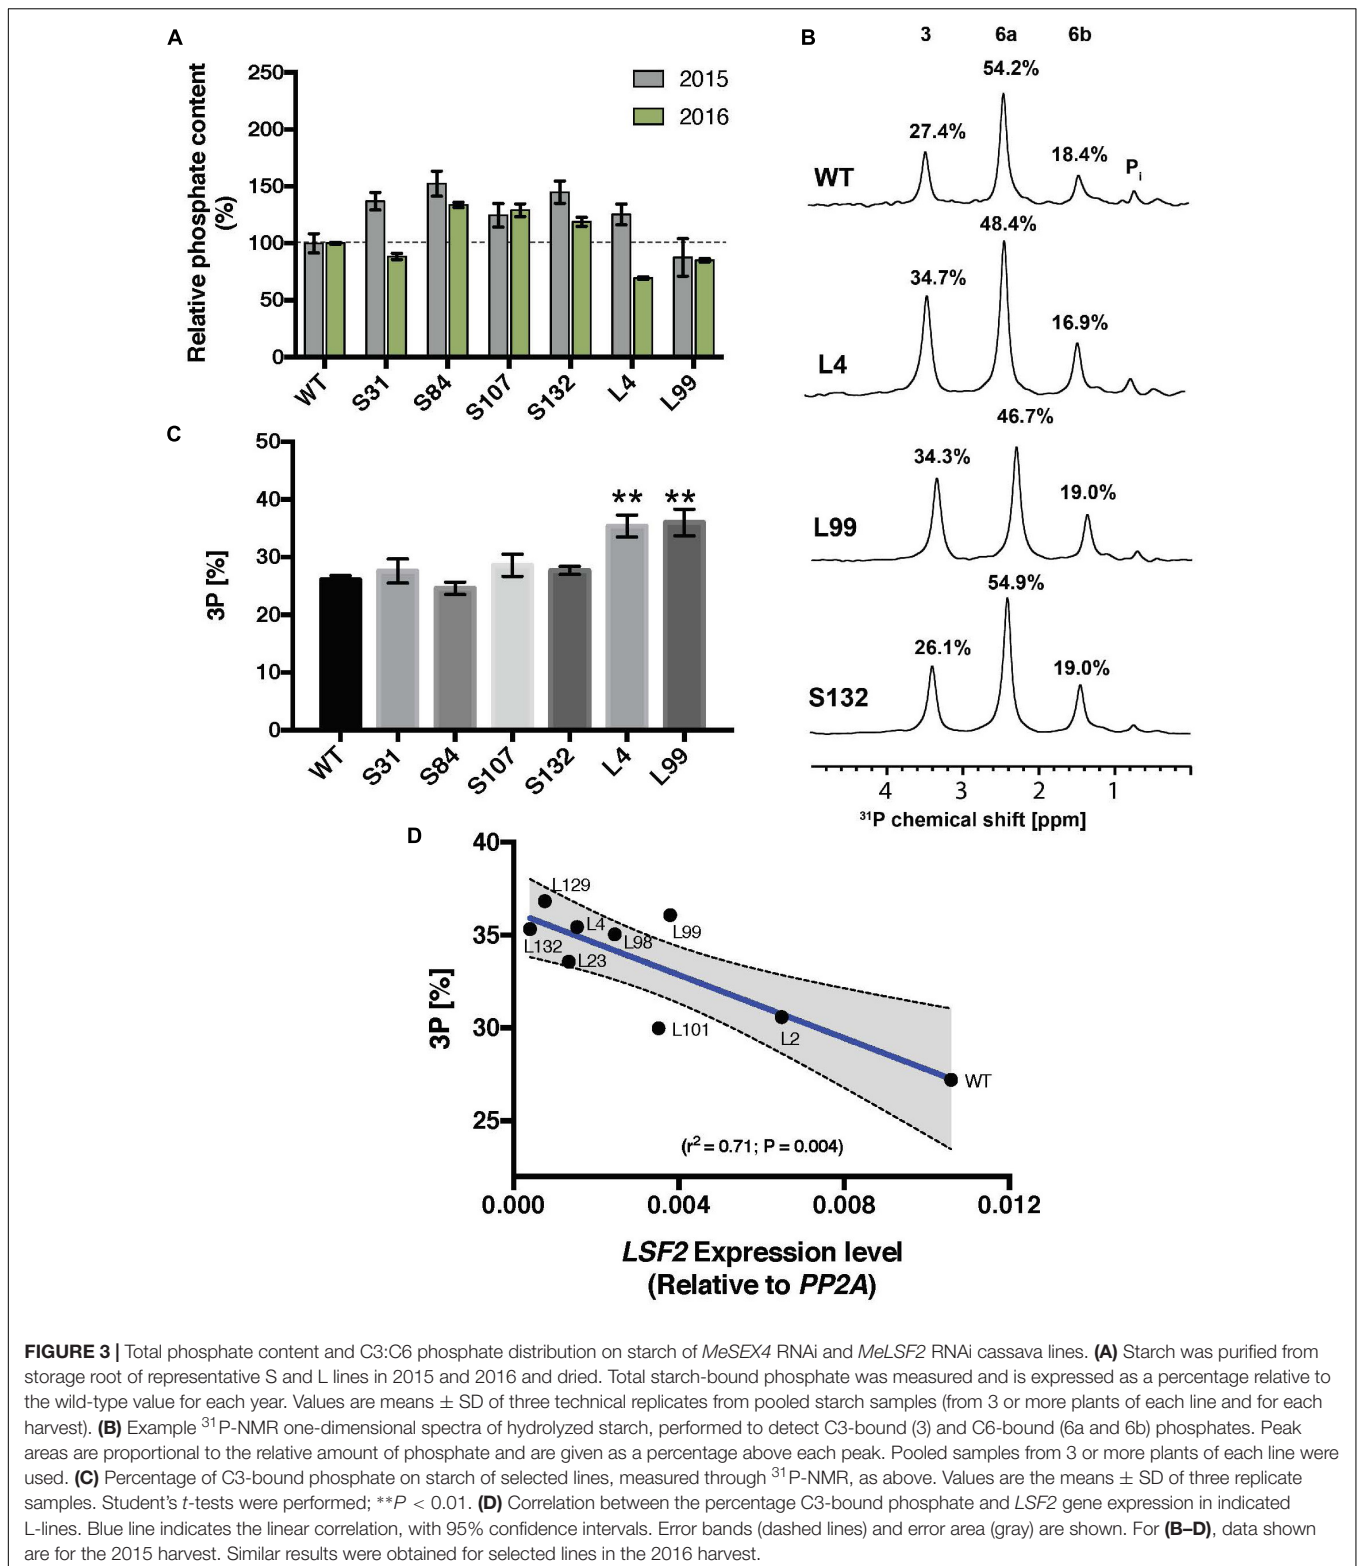 A
Relative phosphate content
(%)
250
200
150
100
50
0
2015
2016
WT
S31
S84
S107
S132
L4
L99
B
3
6a
6b
54.2%
27.4%
18.4%
Pi
WT
48.4%
34.7%
16.9%
L4
46.7%
34.3%
19.0%
L99
54.9%
26.1%
19.0%
S132
4
3
2
1
31P chemical shift [ppm]
C
3P [%]
50
40
30
20
10
0
**
**
WT
S31
S84
S107
S132
L4
L99
D
3P [%]
40
35
30
25
L129
L4
L99
L132
L98
L23
L101
L2
WT
(r2 = 0.71; P = 0.004)
0.000
0.004
0.008
0.012
LSF2 Expression level
(Relative to PP2A)
FIGURE 3 | Total phosphate content and C3:C6 phosphate distribution on starch of MeSEX4 RNAi and MeLSF2 RNAi cassava lines. (A) Starch was purified from
storage root of representative S and L lines in 2015 and 2016 and dried. Total starch-bound phosphate was measured and is expressed as a percentage relative to
the wild-type value for each year. Values are means ± SD of three technical replicates from pooled starch samples (from 3 or more plants of each line and for each
harvest). (B) Example 31P-NMR one-dimensional spectra of hydrolyzed starch, performed to detect C3-bound (3) and C6-bound (6a and 6b) phosphates. Peak
areas are proportional to the relative amount of phosphate and are given as a percentage above each peak. Pooled samples from 3 or more plants of each line were
used. (C) Percentage of C3-bound phosphate on starch of selected lines, measured through 31P-NMR, as above. Values are the means ± SD of three replicate
samples. Student's t-tests were performed; **P < 0.01. (D) Correlation between the percentage C3-bound phosphate and LSF2 gene expression in indicated
L-lines. Blue line indicates the linear correlation, with 95% confidence intervals. Error bands (dashed lines) and error area (gray) are shown. For (B–D), data shown
are for the 2015 harvest. Similar results were obtained for selected lines in the 2016 harvest.